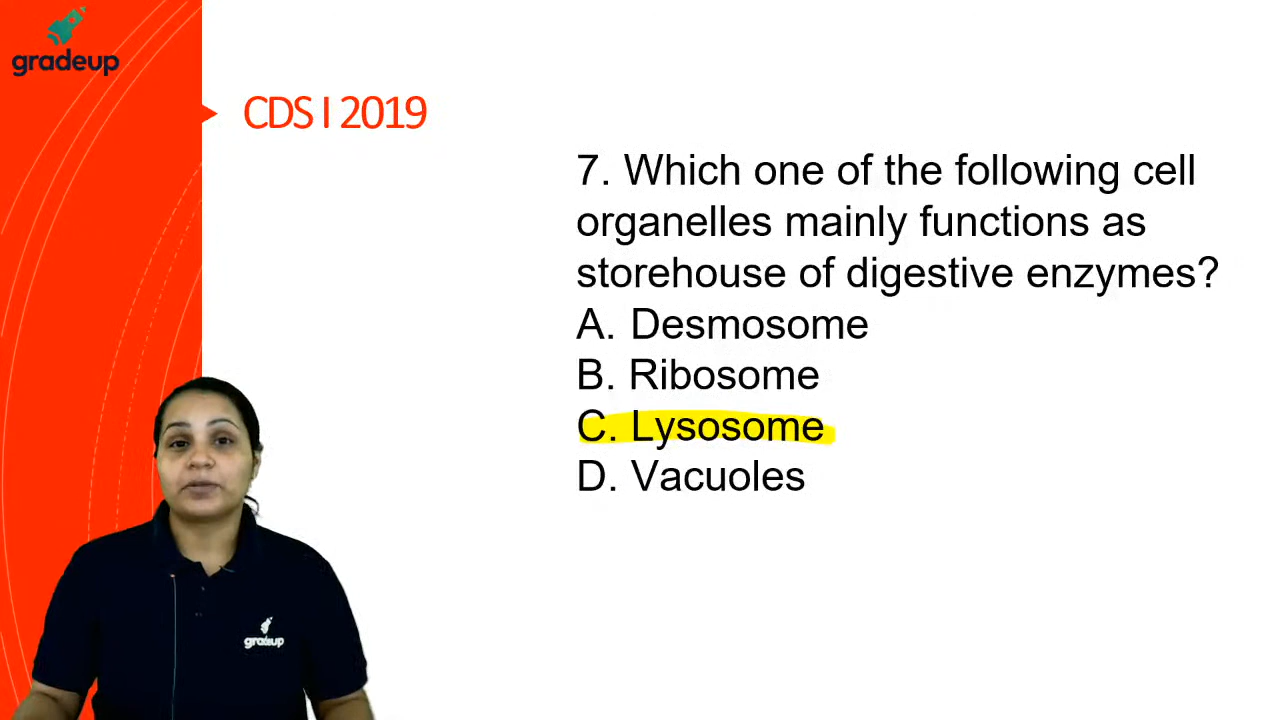 gradeup
CDS I 2019
7. Which one of the following cell
organelles mainly functions as
storehouse of digestive enzymes?
A. Desmosome
B. Ribosome
C. Lysosome
D. Vacuoles
gradeup